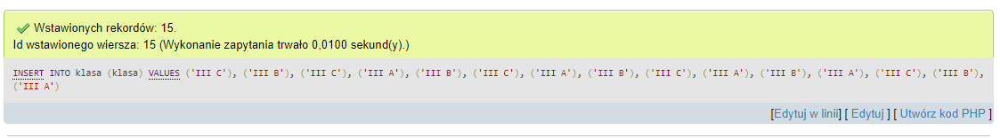 Wstawionych rekordów: 15.
Id wstawionego wiersza: 15 (Wykonanie zapytania trwało 0,0100 sekund(y).)
INSERT INTO klasa (klasa) VALUES ('III C'), ('III B'), ('III C'), ('III A'), ('III B'), ('III C'), ('III A'), ('III B'), ('III C'), ('III A'), ('III B'), ('III A'), ('III C'), ('III B'),
('III A')
[Edytuj w linii] [ Edytuj ] [ Utwórz kod PHP ]